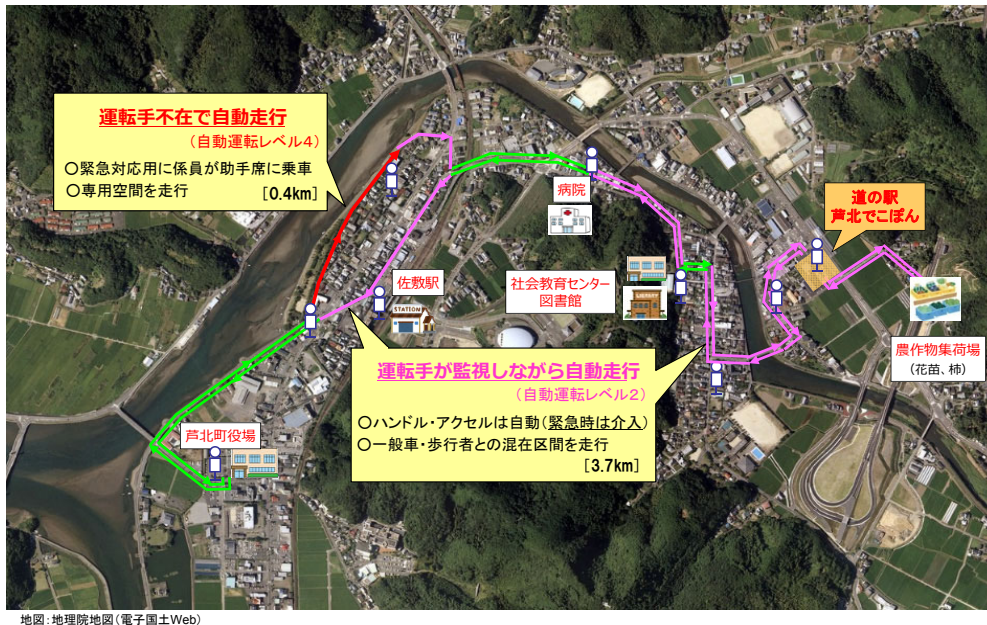 運転手不在で自動走行
(自動運転レベル4)
○緊急対応用に係員が助手席に乗車
○専用空間を走行
[0.4km]
病院
道の駅
芦北でこぽん
佐敷駅
STATION
社会教育センター
図書館
LIBRARY
農作物集荷場
(花苗、柿)
運転手が監視しながら自動走行
(自動運転レベル2)
○ハンドル・アクセルは自動(緊急時は介入)
○一般車・歩行者との混在区間を走行
[3.7km]
芦北町役場
地図:地理院地図(電子国土Web)